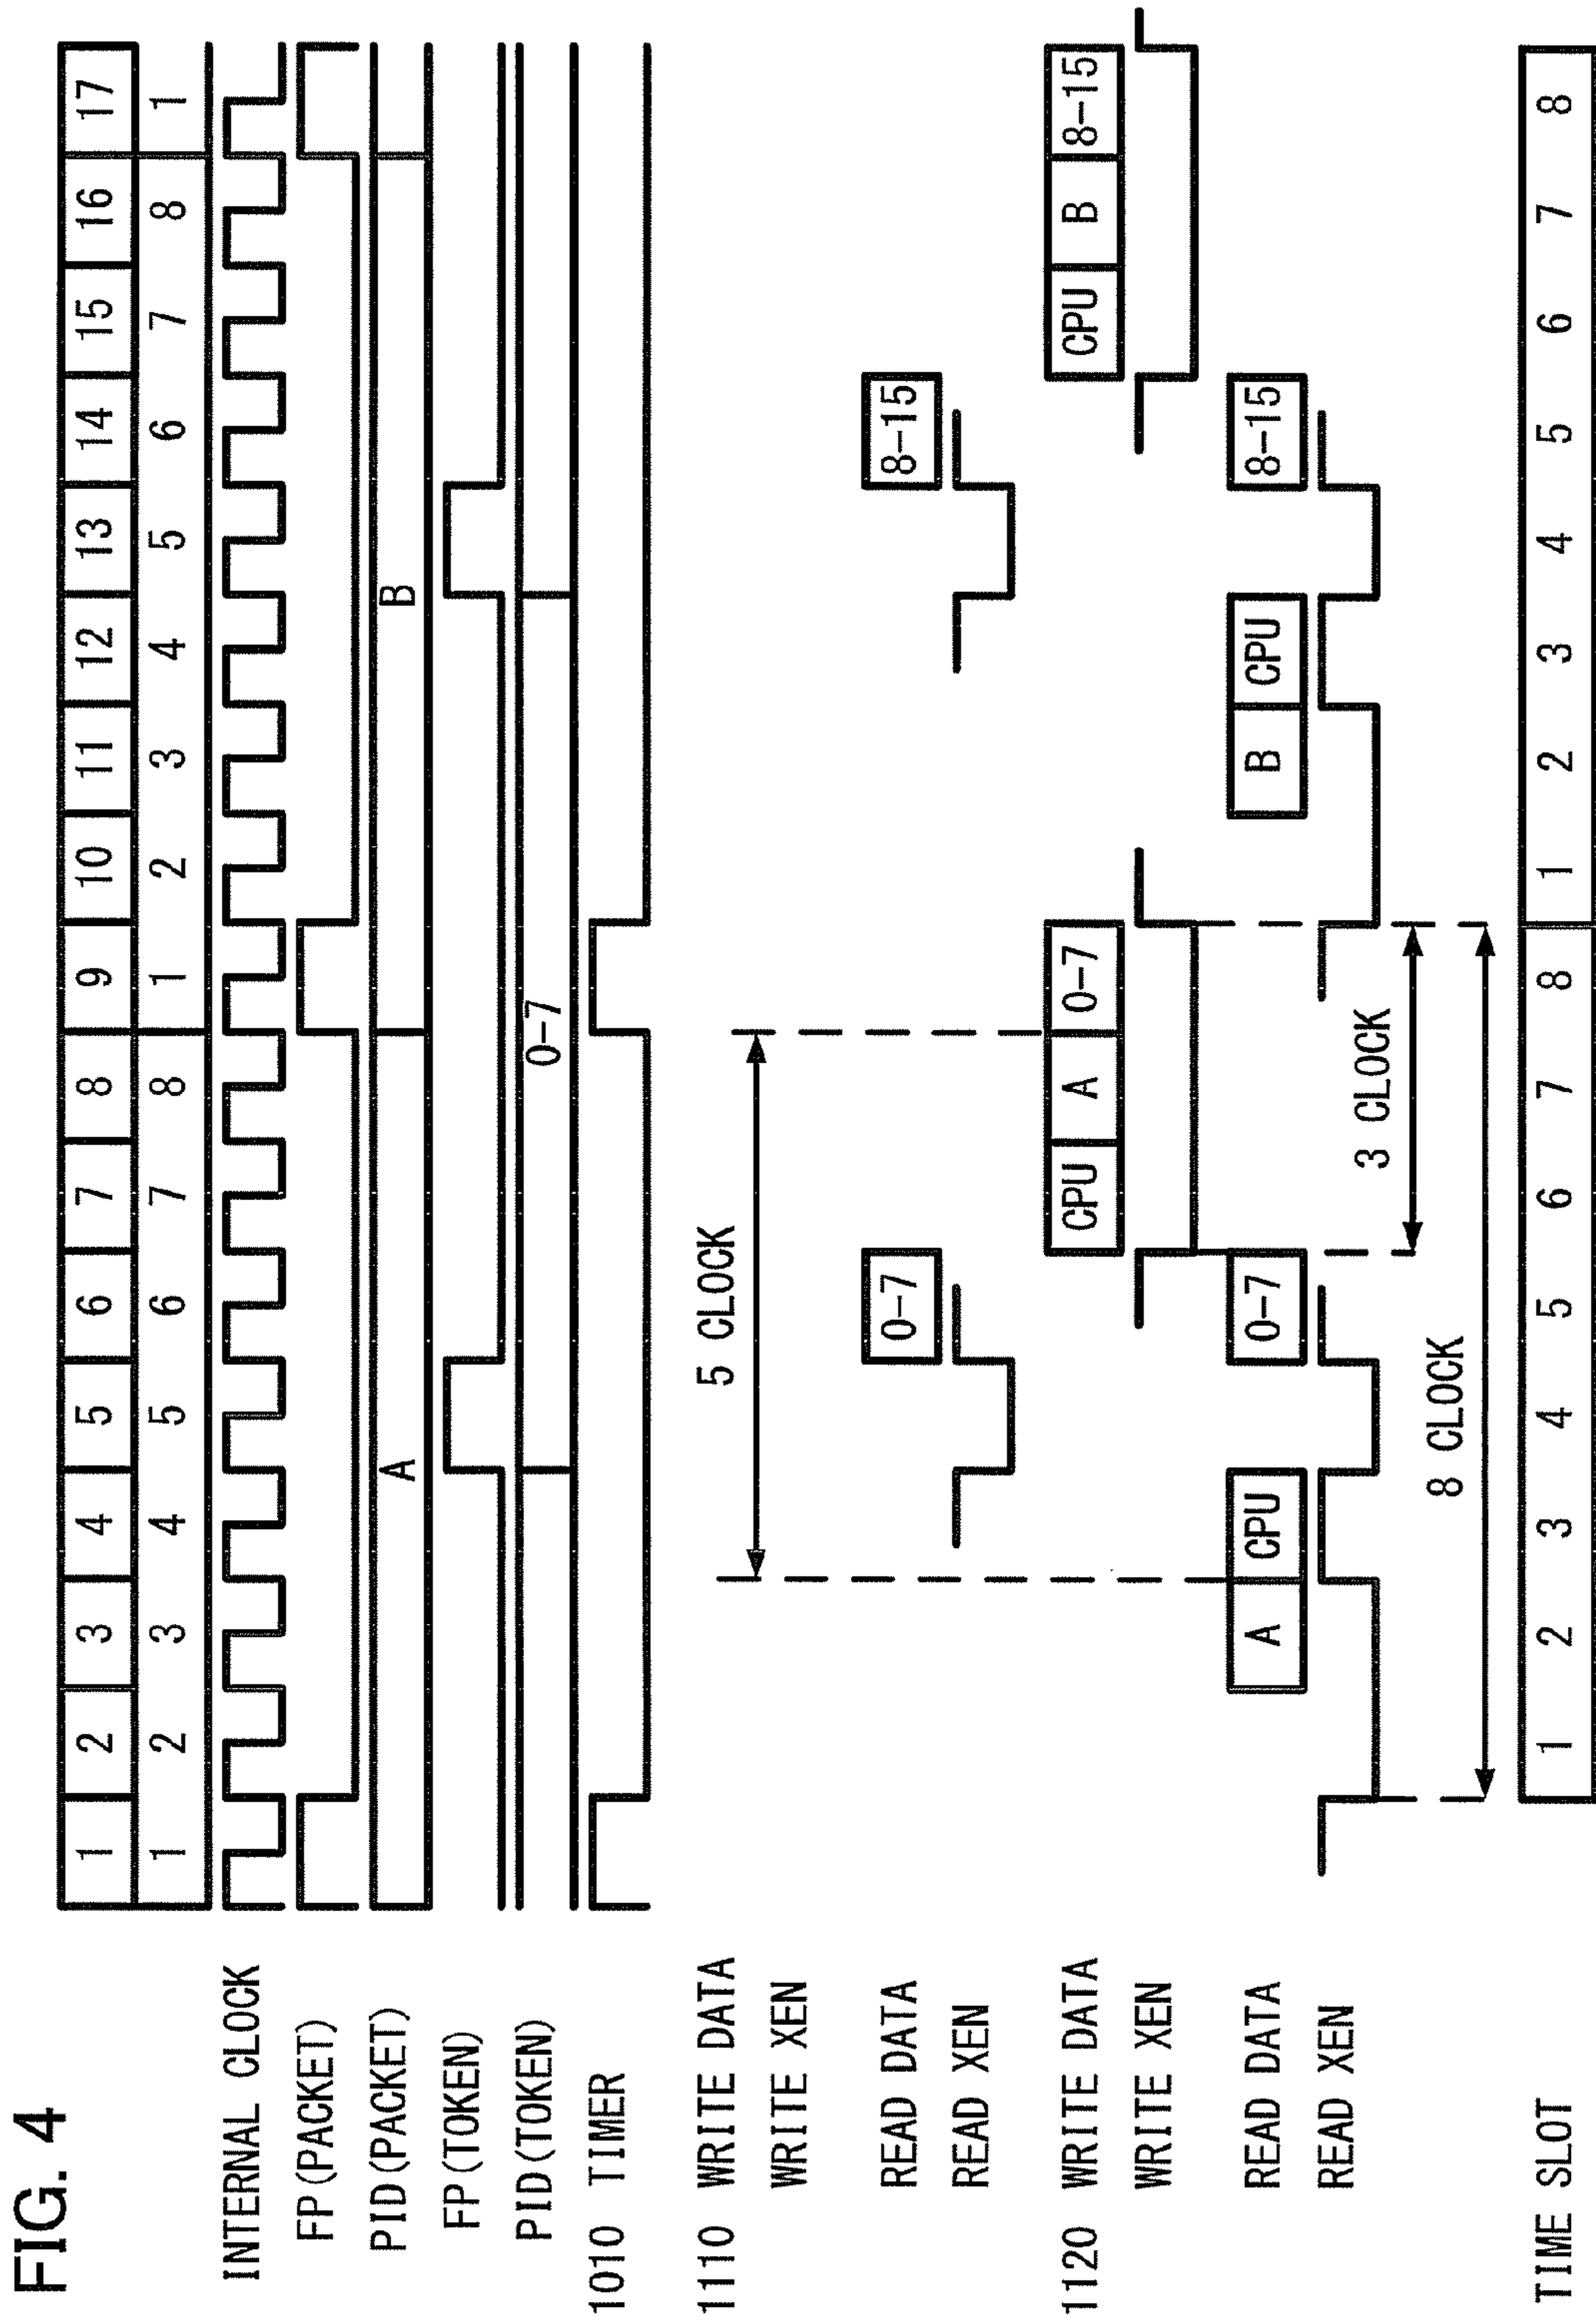 FIG. 4
1 2 3 4 5 6 7 8 9 10 11 12 13 14 15 16 17
1 2 3 4 5 6 7 8 1 2 3 4 5 6 7 8 1
INTERNAL CLOCK
FP(PACKET)
PID(PACKET) A B
FP(TOKEN)
PID(TOKEN) 0-7
1010 TIMER
1110 WRITE DATA 5 CLOCK
WRITE XEN
READ DATA 0-7 8-15
READ XEN
1120 WRITE DATA CPU A 0-7 CPU B 8-15
WRITE XEN
READ DATA A CPU 0-7 B CPU 8-15
READ XEN
3 CLOCK
8 CLOCK
TIME SLOT 1 2 3 4 5 6 7 8 1 2 3 4 5 6 7 8